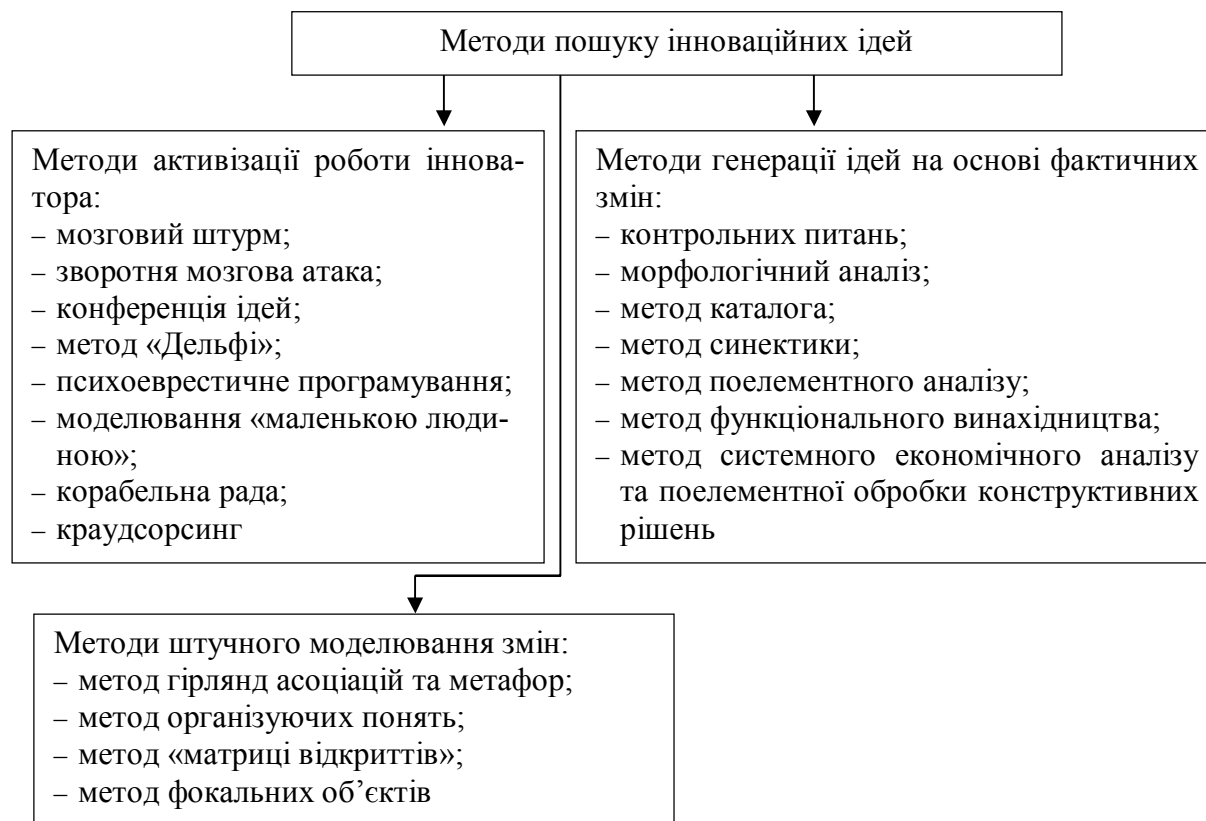 Методи пошуку інноваційних ідей
Методи активізації роботи іннова-
тора:
– мозговий штурм;
– зворотня мозгова атака;
– конференція ідей;
– метод «Дельфі»;
– психоеврестичне програмування;
– моделювання «маленькою люди-
ною»;
– корабельна рада;
– краудсорсинг
Методи генерації ідей на основі фактичних
змін:
– контрольних питань;
– морфологічний аналіз;
– метод каталога;
– метод синектики;
– метод поелементного аналізу;
– метод функціонального винахідництва;
– метод системного економічного аналізу
та поелементної обробки конструктивних
рішень
Методи штучного моделювання змін:
– метод гірлянд асоціацій та метафор;
– метод організуючих понять;
– метод «матриці відкриттів»;
– метод фокальних об’єктів